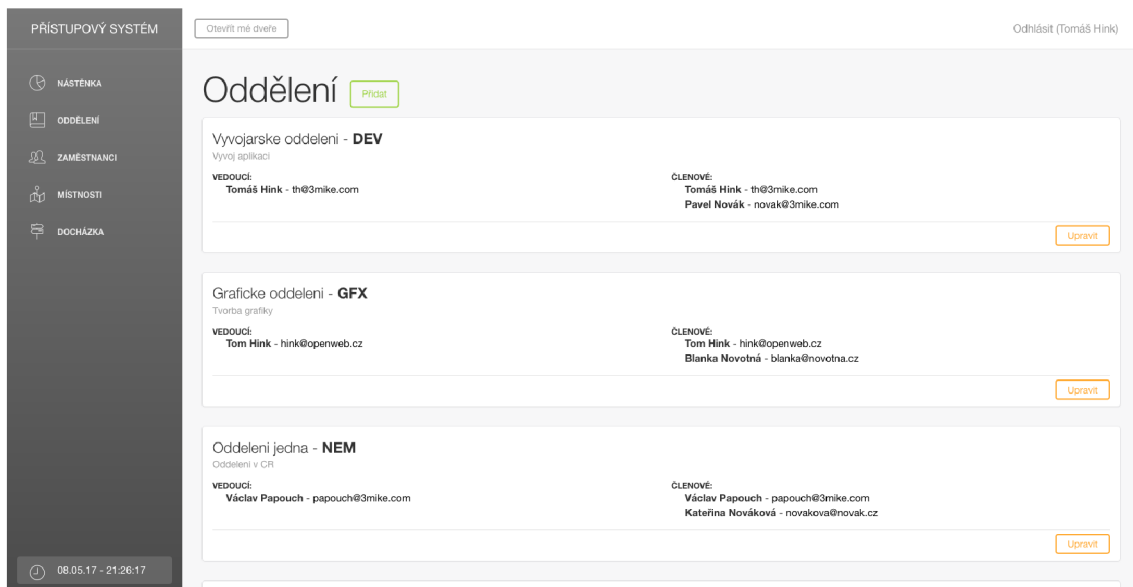 PŘÍSTUPOVÝ SYSTÉM
Otevřít mé dveře
Odhlásit (Tomáš Hink)
NÁSTĚNKA
ODDĚLENÍ
ZAMĚSTNANCI
MÍSTNOSTI
DOCHÁZKA
08.05.17 - 21:26:17
Oddělení
Přidat
Vyvojarske oddeleni - DEV
Vyvoj aplikaci
VEDOUCÍ:
Tomáš Hink - th@3mike.com
ČLENOVÉ:
Tomáš Hink - th@3mike.com
Pavel Novák - novak@3mike.com
Upravit
Graficke oddeleni - GFX
Tvorba grafiky
VEDOUCÍ:
Tom Hink - hink@openweb.cz
ČLENOVÉ:
Tom Hink - hink@openweb.cz
Blanka Novotná - blanka@novotna.cz
Upravit
Oddeleni jedna - NEM
Oddeleni v CR
VEDOUCÍ:
Václav Papouch - papouch@3mike.com
ČLENOVÉ:
Václav Papouch - papouch@3mike.com
Kateřina Nováková - novakova@novak.cz
Upravit